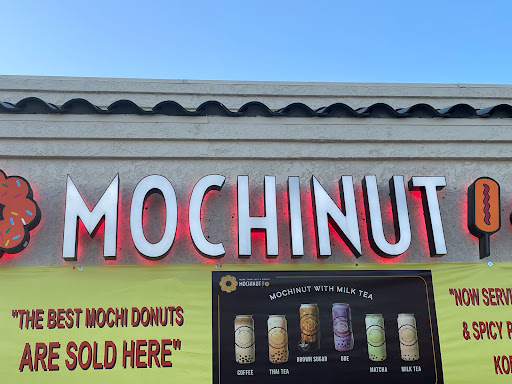 MOCHINUT
"THE BEST MOCHI DONUTS
ARE SOLD HERE"
MOCHINUT
MOCHINUT WITH MILK TEA
COFFEE THAI TEA BROWN SUGAR UBE MATCHA MILK TEA
"NOW SERV
& SPICY
KO